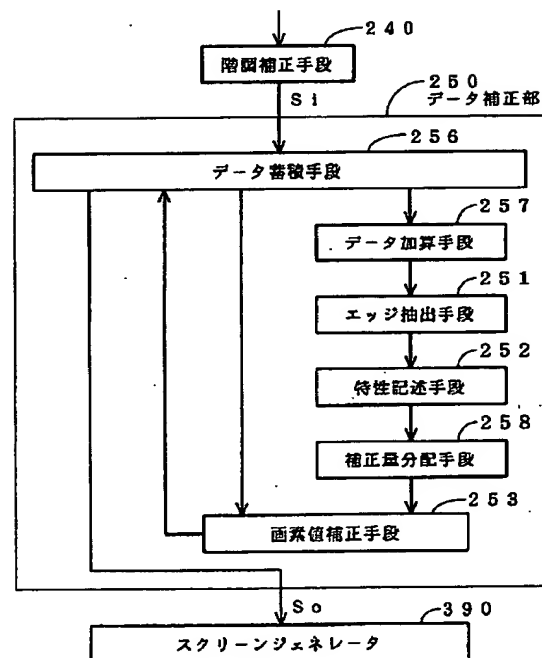 240
階図補正手段
Si
250
データ補正部
256
データ蓄積手段
257
データ加算手段
251
エッジ抽出手段
252
特性記述手段
258
補正量分配手段
253
画素値補正手段
So
390
スクリーンジェネレータ